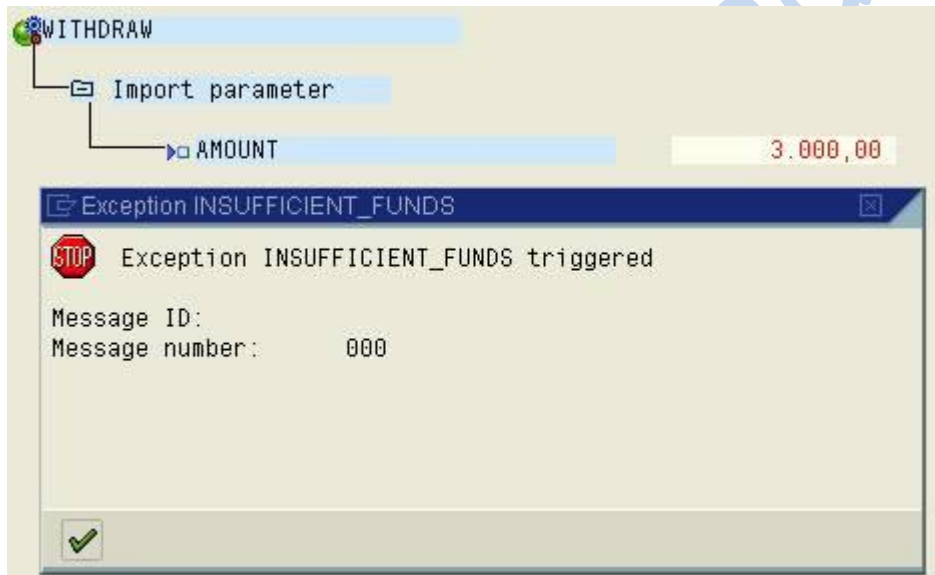 WITHDRAW
Import parameter
AMOUNT 3.000,00
Exception INSUFFICIENT_FUNDS
STOP Exception INSUFFICIENT_FUNDS triggered
Message ID:
Message number: 000